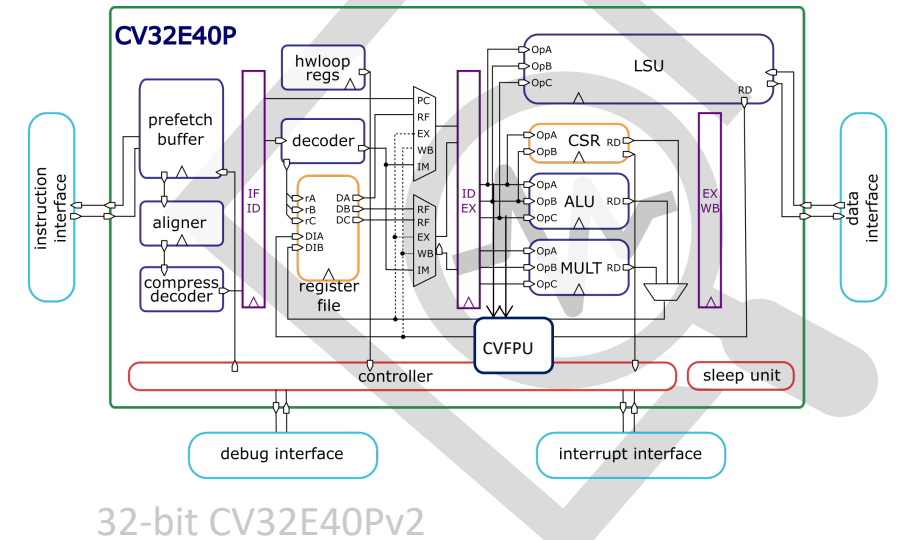 CV32E40P
hwloop
regs
OpA
OpB
OpC
LSU
RD
prefetch
buffer
PC
RF
EX
WB
IM
decoder
OpA
OpB
CSR
RD
EX
WB
instruction
interface
IF
ID
rA
rB
rC
DIA
DIB
DA
DB
DC
register
file
ID
EX
OpA
OpB
OpC
ALU
RD
data
interface
aligner
RF
RF
EX
WB
IM
OpA
OpB
OpC
MULT
RD
compress
decoder
CVFPU
controller
sleep unit
debug interface
interrupt interface
32-bit CV32E40Pv2